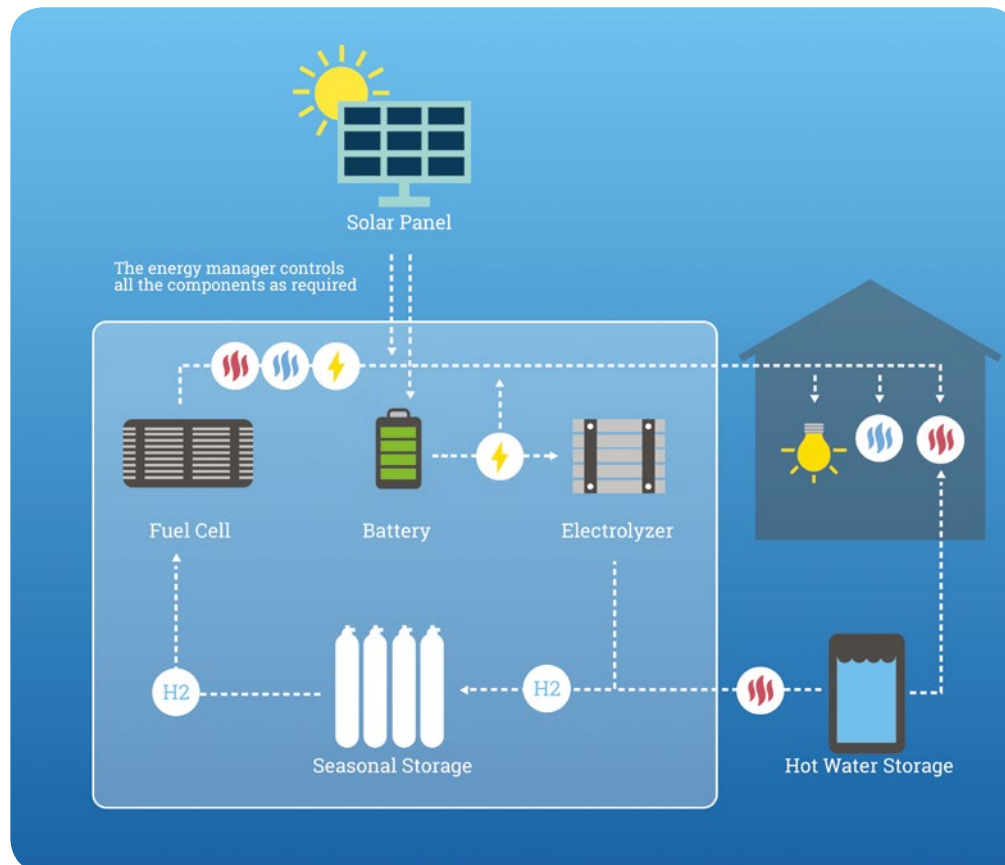 Solar Panel
The energy manager controls
all the components as required
Fuel Cell
Battery
Electrolyzer
H2
H2
Seasonal Storage
Hot Water Storage